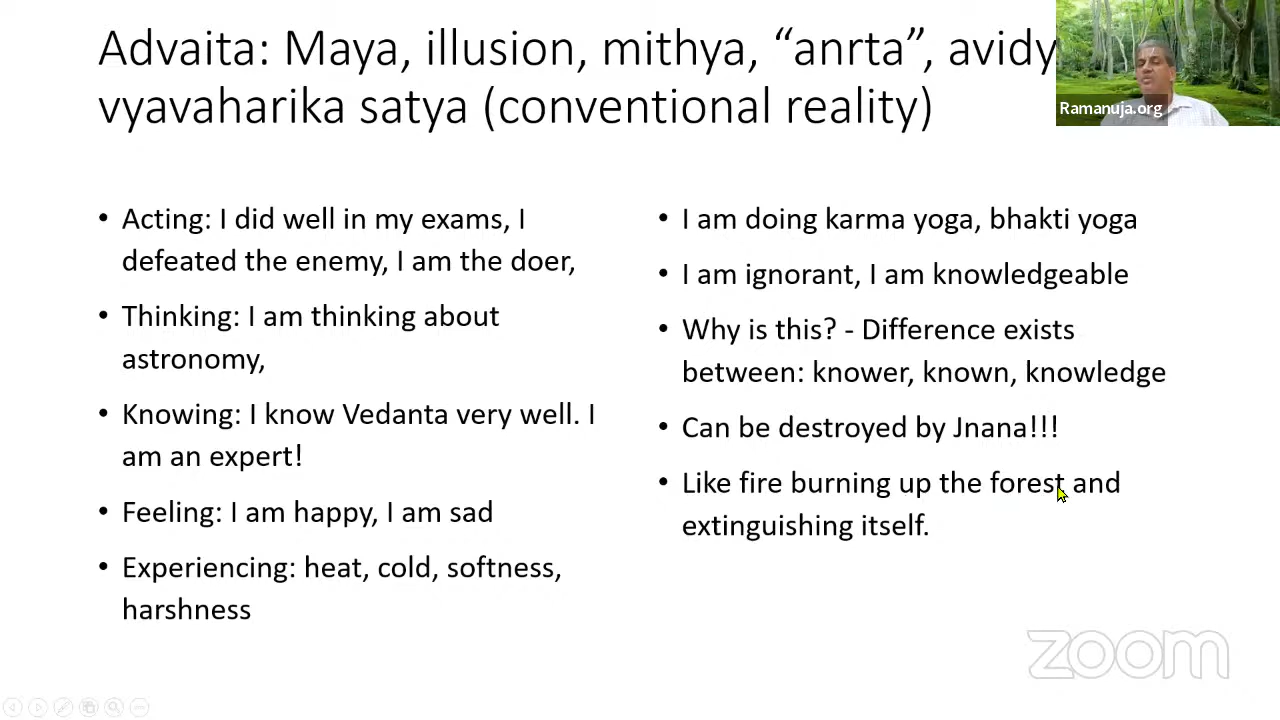 Advaita: Maya, illusion, mithya, “anrta”, avidy
vyavaharika satya (conventional reality)
Ramanuja.org
• Acting: I did well in my exams, I
defeated the enemy, I am the doer,
• Thinking: I am thinking about
astronomy,
• Knowing: I know Vedanta very well. I
am an expert!
• Feeling: I am happy, I am sad
• Experiencing: heat, cold, softness,
harshness
• I am doing karma yoga, bhakti yoga
• I am ignorant, I am knowledgeable
• Why is this? - Difference exists
between: knower, known, knowledge
• Can be destroyed by Jnana!!!
• Like fire burning up the forest and
extinguishing itself.
zoom